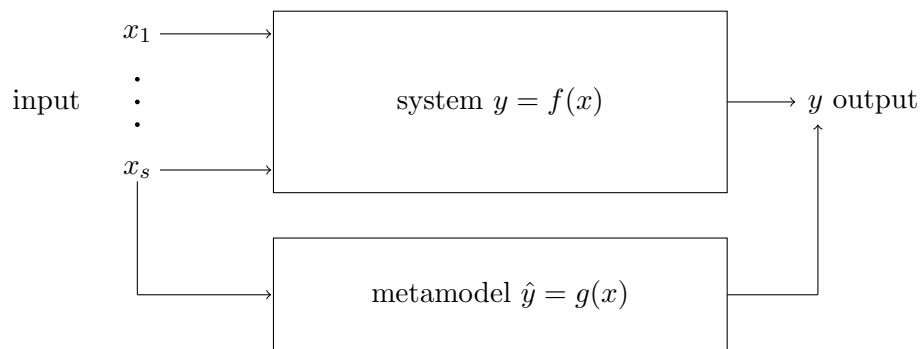 x₁
input
system y = f(x)
y output
xₛ
metamodel ŷ = g(x)